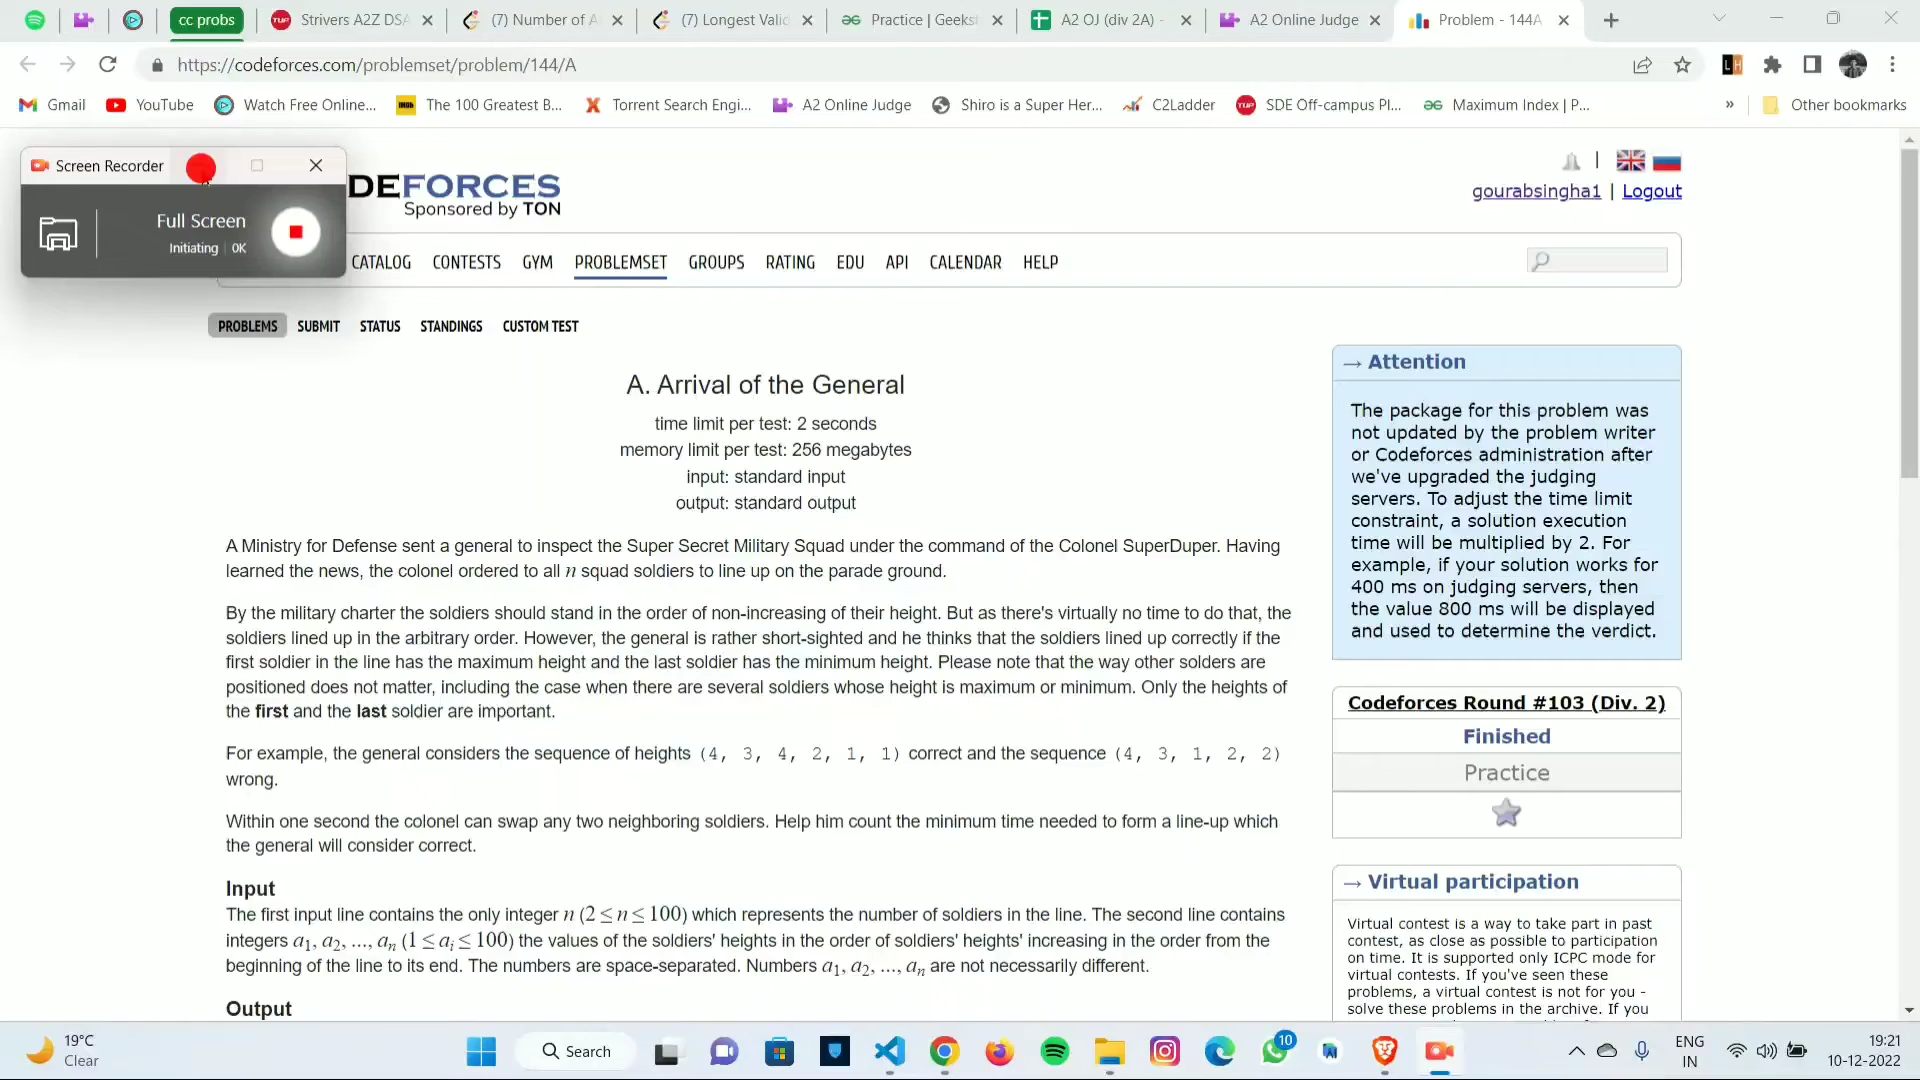 cc probs
Strivers A2Z DSA
(7) Number of A
(7) Longest Valid
Practice | Geeks
A2 OJ (div 2A) -
A2 Online Judge
Problem - 144A
https://codeforces.com/problemset/problem/144/A
Gmail
YouTube
Watch Free Online...
The 100 Greatest B...
Torrent Search Engi...
A2 Online Judge
Shiro is a Super Her...
C2Ladder
SDE Off-campus Pl...
Maximum Index | P...
»
Other bookmarks
Screen Recorder
Full Screen
Initiating | 0K
DEFORCES
Sponsored by TON
gourabsingha1 | Logout
CATALOG CONTESTS GYM PROBLEMSET GROUPS RATING EDU API CALENDAR HELP
PROBLEMS SUBMIT STATUS STANDINGS CUSTOM TEST
A. Arrival of the General
time limit per test: 2 seconds
memory limit per test: 256 megabytes
input: standard input
output: standard output
A Ministry for Defense sent a general to inspect the Super Secret Military Squad under the command of the Colonel SuperDuper. Having
learned the news, the colonel ordered to all n squad soldiers to line up on the parade ground.
By the military charter the soldiers should stand in the order of non-increasing of their height. But as there's virtually no time to do that, the
soldiers lined up in the arbitrary order. However, the general is rather short-sighted and he thinks that the soldiers lined up correctly if the
first soldier in the line has the maximum height and the last soldier has the minimum height. Please note that the way other solders are
positioned does not matter, including the case when there are several soldiers whose height is maximum or minimum. Only the heights of
the first and the last soldier are important.
For example, the general considers the sequence of heights (4, 3, 4, 2, 1, 1) correct and the sequence (4, 3, 1, 2, 2)
wrong.
Within one second the colonel can swap any two neighboring soldiers. Help him count the minimum time needed to form a line-up which
the general will consider correct.
Input
The first input line contains the only integer n (2 ≤ n ≤ 100) which represents the number of soldiers in the line. The second line contains
integers a1, a2, ..., an (1 ≤ ai ≤ 100) the values of the soldiers' heights in the order of soldiers' heights' increasing in the order from the
beginning of the line to its end. The numbers are space-separated. Numbers a1, a2, ..., an are not necessarily different.
Output
→ Attention
The package for this problem was
not updated by the problem writer
or Codeforces administration after
we've upgraded the judging
servers. To adjust the time limit
constraint, a solution execution
time will be multiplied by 2. For
example, if your solution works for
400 ms on judging servers, then
the value 800 ms will be displayed
and used to determine the verdict.
Codeforces Round #103 (Div. 2)
Finished
Practice
→ Virtual participation
Virtual contest is a way to take part in past
contest, as close as possible to participation
on time. It is supported only ICPC mode for
virtual contests. If you've seen these
problems, a virtual contest is not for you -
solve these problems in the archive. If you
19°C
Clear
Search
10
ENG
IN
19:21
10-12-2022